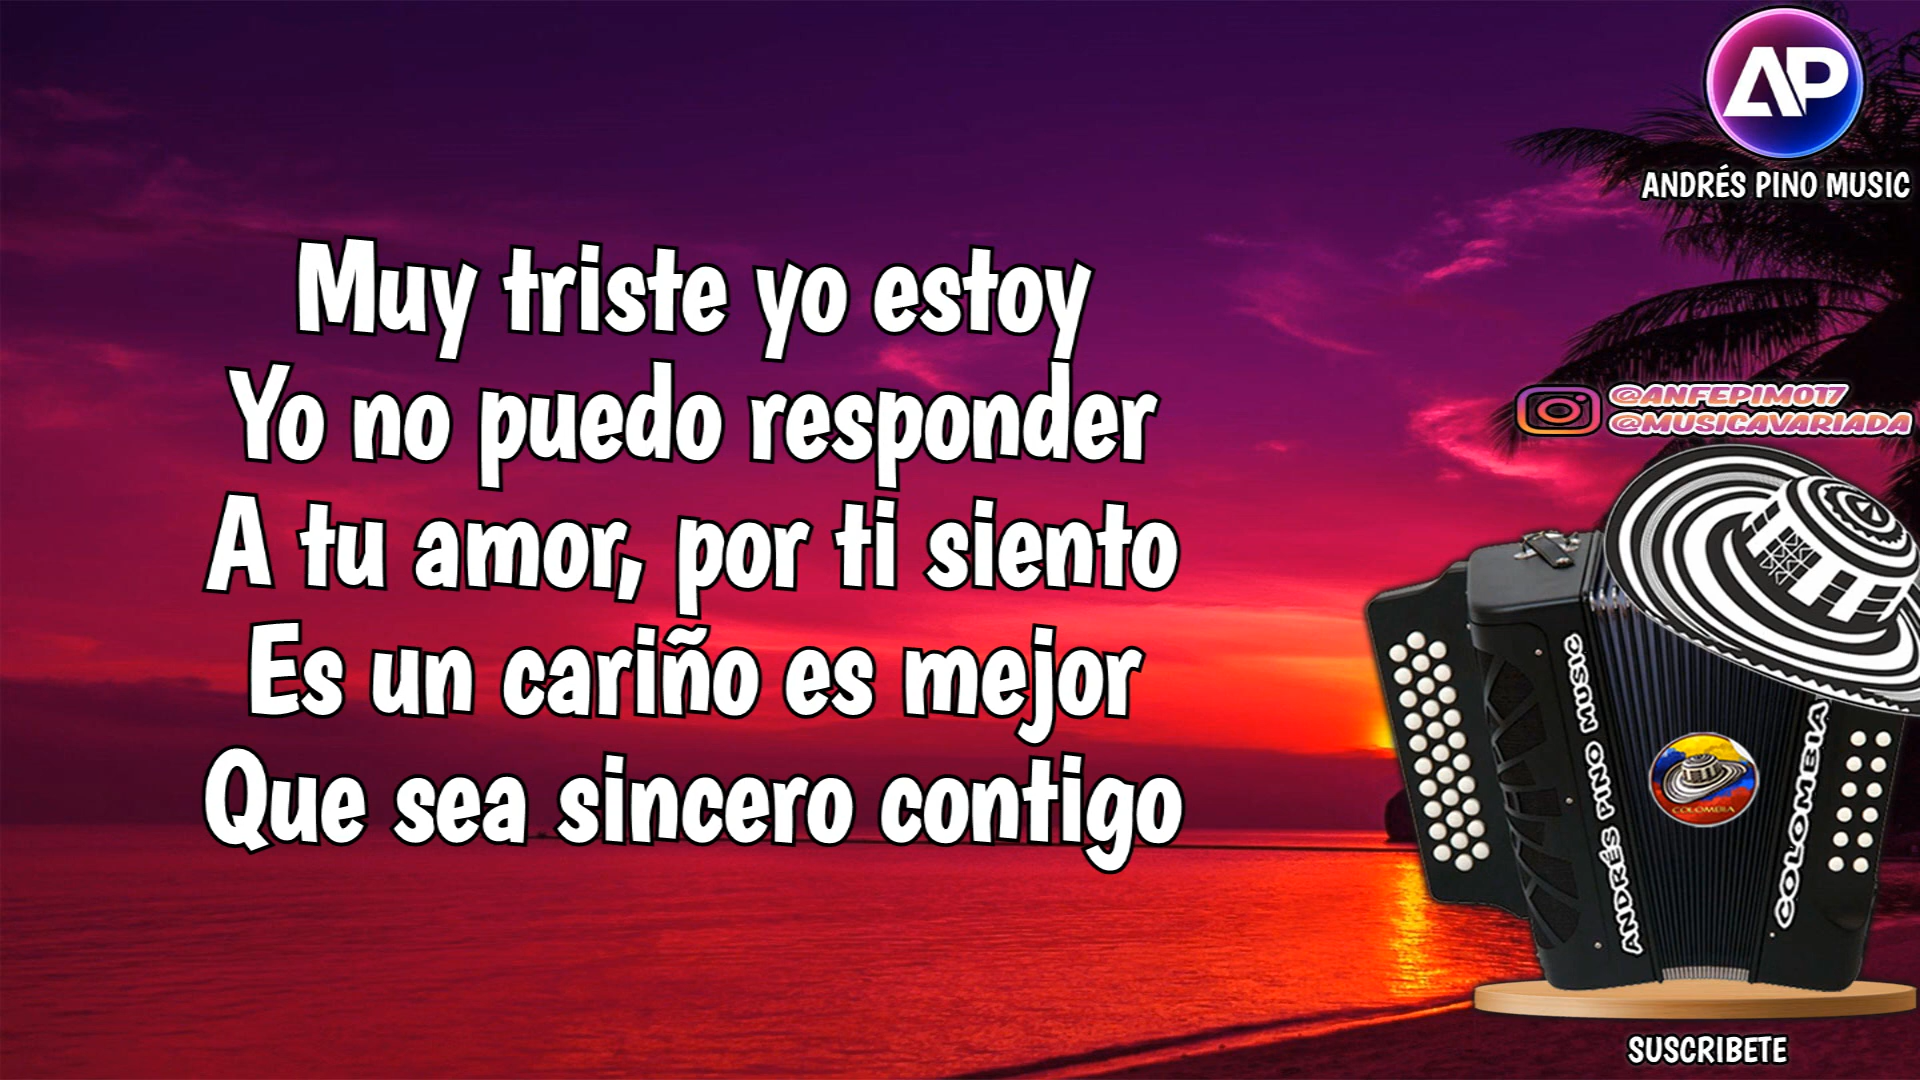 AP
ANDRÉS PINO MUSIC
Muy triste yo estoy
Yo no puedo responder
A tu amor, por ti siento
Es un cariño es mejor
Que sea sincero contigo
@ANFEPIMO17
@MUSICAVARIADA
ANDRÉS PINO MUSIC
COLOMBIA
COLOMBIA
SUSCRIBETE